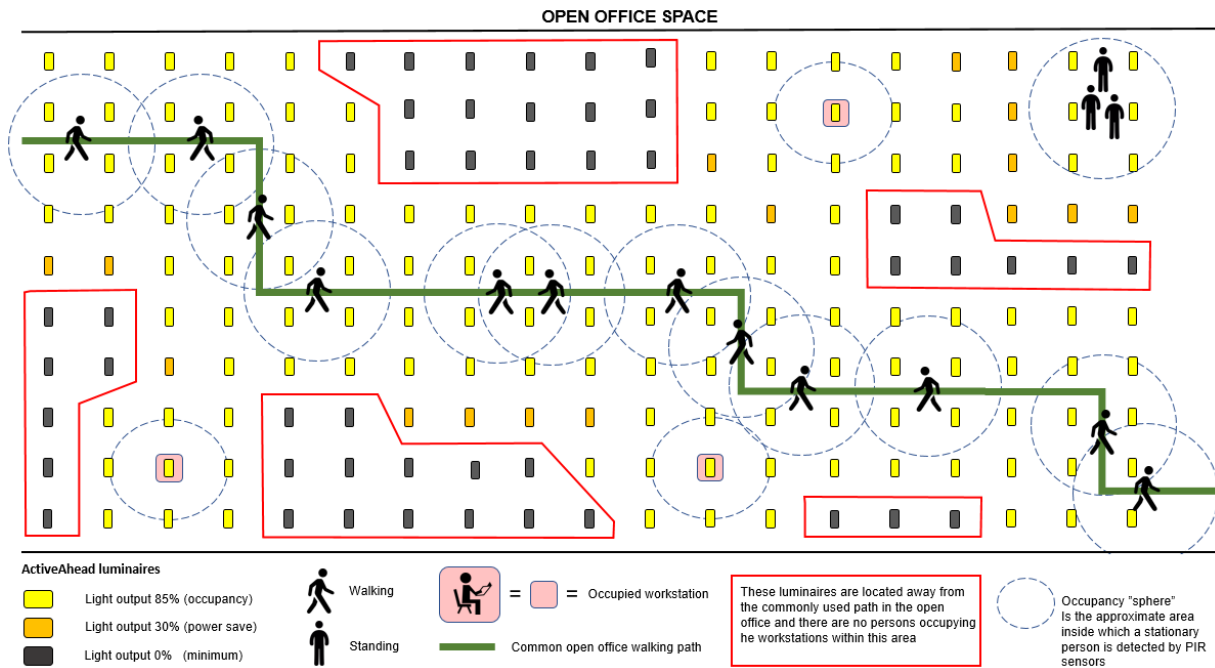 OPEN OFFICE SPACE
ActiveAhead luminaires
Light output 85% (occupancy)
Light output 30% (power save)
Light output 0% (minimum)
Walking
Standing
= = Occupied workstation
Common open office walking path
These luminaires are located away from
the commonly used path in the open
office and there are no persons occupying
he workstations within this area
Occupancy "sphere"
Is the approximate area
inside which a stationary
person is detected by PIR
sensors